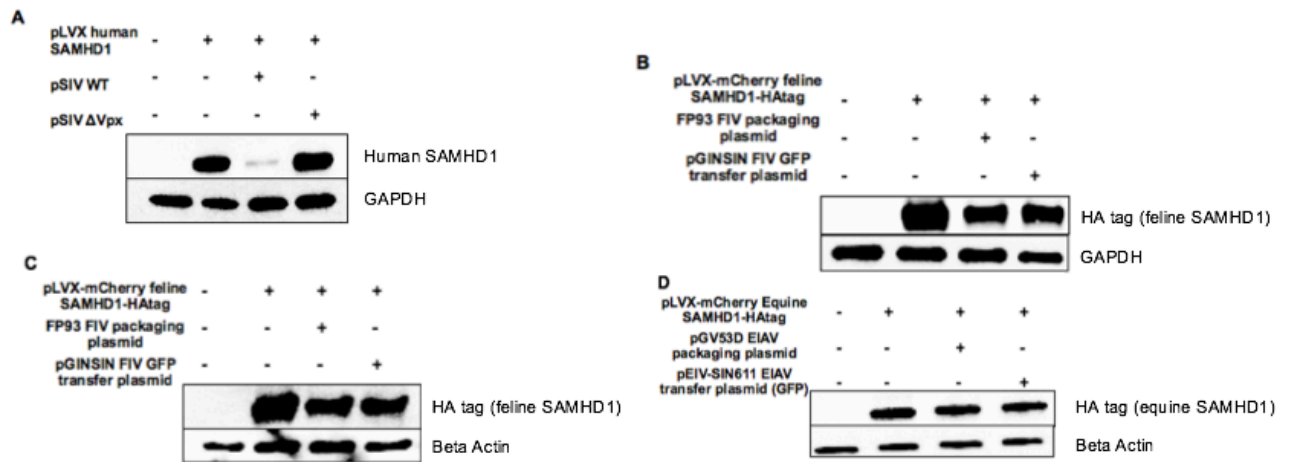 A
pLVX human
SAMHD1
- + + +
pSIV WT
- - + -
pSIV ΔVpx
- - - +
Human SAMHD1
GAPDH
B
pLVX-mCherry feline
SAMHD1-HAtag
- + + +
FP93 FIV packaging
plasmid
- - + -
pGINSIN FIV GFP
transfer plasmid
- - - +
HA tag (feline SAMHD1)
GAPDH
C
pLVX-mCherry feline
SAMHD1-HAtag
- + + +
FP93 FIV packaging
plasmid
- - + -
pGINSIN FIV GFP
transfer plasmid
- - - +
HA tag (feline SAMHD1)
Beta Actin
D
pLVX-mCherry Equine
SAMHD1-HAtag
- + + +
pGV53D EIAV
packaging plasmid
- - + -
pEIV-SIN611 EIAV
transfer plasmid (GFP)
- - - +
HA tag (equine SAMHD1)
Beta Actin